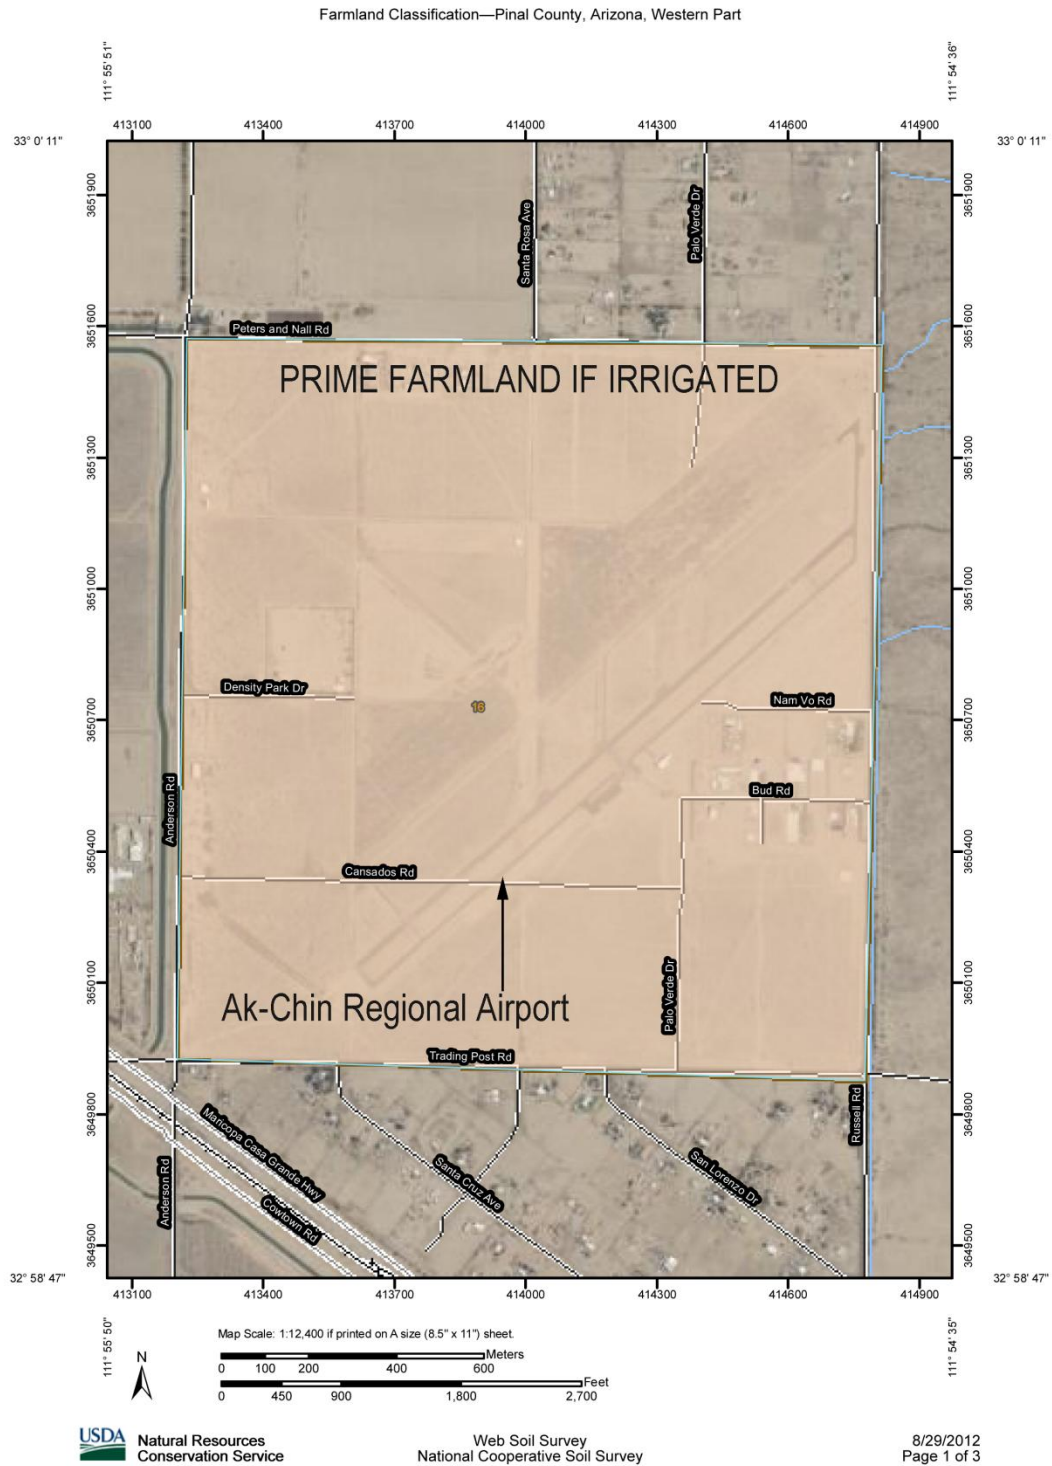 Farmland Classification—Pinal County, Arizona, Western Part
111° 55' 51"
111° 54' 36"
413100 413400 413700 414000 414300 414600 414900
33° 0' 11"
33° 0' 11"
3651900
3651900
Santa Rosa Ave
Palo Verde Dr
3651600
3651600
Peters and Nall Rd
PRIME FARMLAND IF IRRIGATED
3651300
3651300
3651000
3651000
Density Park Dr
Nam Vo Rd
16
3650700
3650700
Anderson Rd
Bud Rd
3650400
3650400
Cansados Rd
3650100
3650100
Palo Verde Dr
Ak-Chin Regional Airport
Trading Post Rd
3649800
3649800
Russell Rd
Maricopa Casa Grande Hwy
Anderson Rd
Santa Cruz Ave
San Lorenzo Dr
Cowtown Rd
3649500
3649500
32° 58' 47"
32° 58' 47"
413100 413400 413700 414000 414300 414600 414900
111° 55' 50"
111° 54' 35"
Map Scale: 1:12,400 if printed on A size (8.5" x 11") sheet.
N
Meters
0 100 200 400 600
Feet
0 450 900 1,800 2,700
USDA
Natural Resources
Conservation Service
Web Soil Survey
National Cooperative Soil Survey
8/29/2012
Page 1 of 3